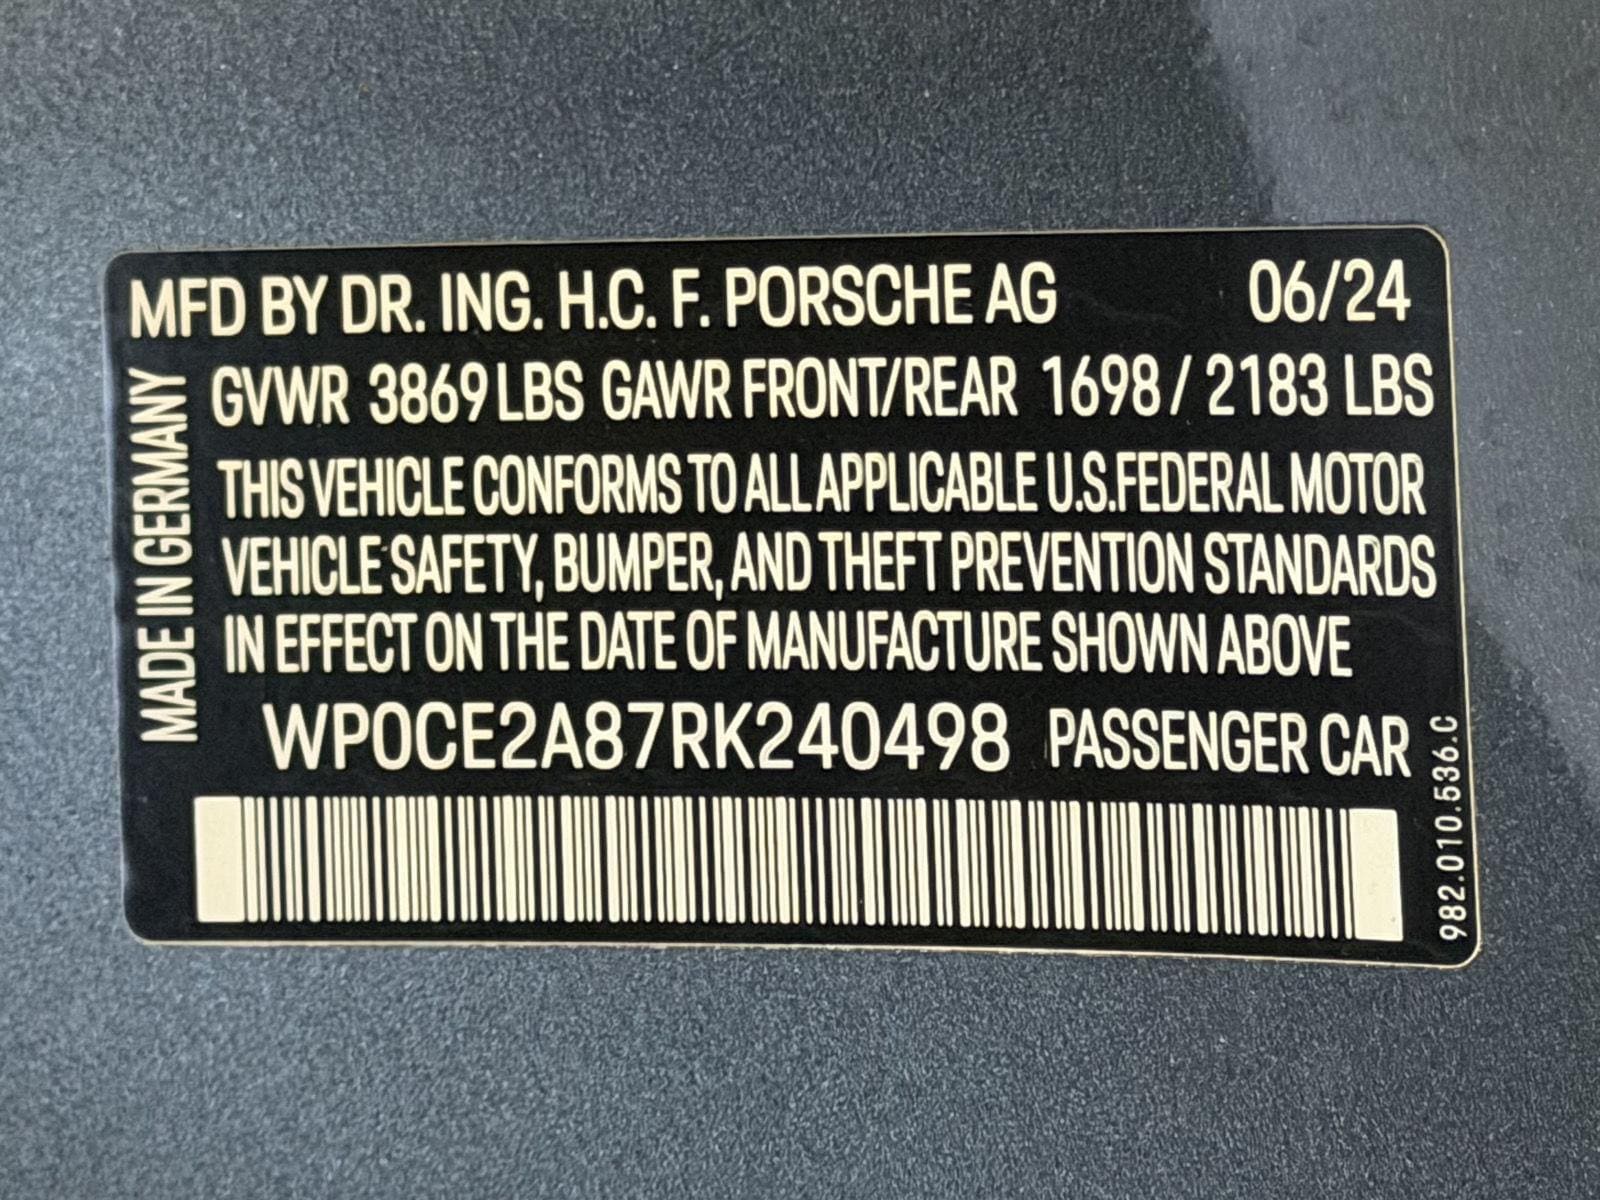 MFD BY DR. ING. H.C. F. PORSCHE AG 06/24
GVWR 3869 LBS GAWR FRONT/REAR 1698 / 2183 LBS
THIS VEHICLE CONFORMS TO ALL APPLICABLE U.S.FEDERAL MOTOR
VEHICLE SAFETY, BUMPER, AND THEFT PREVENTION STANDARDS
IN EFFECT ON THE DATE OF MANUFACTURE SHOWN ABOVE
WP0CE2A87RK240498 PASSENGER CAR
MADE IN GERMANY
982.010.536.C